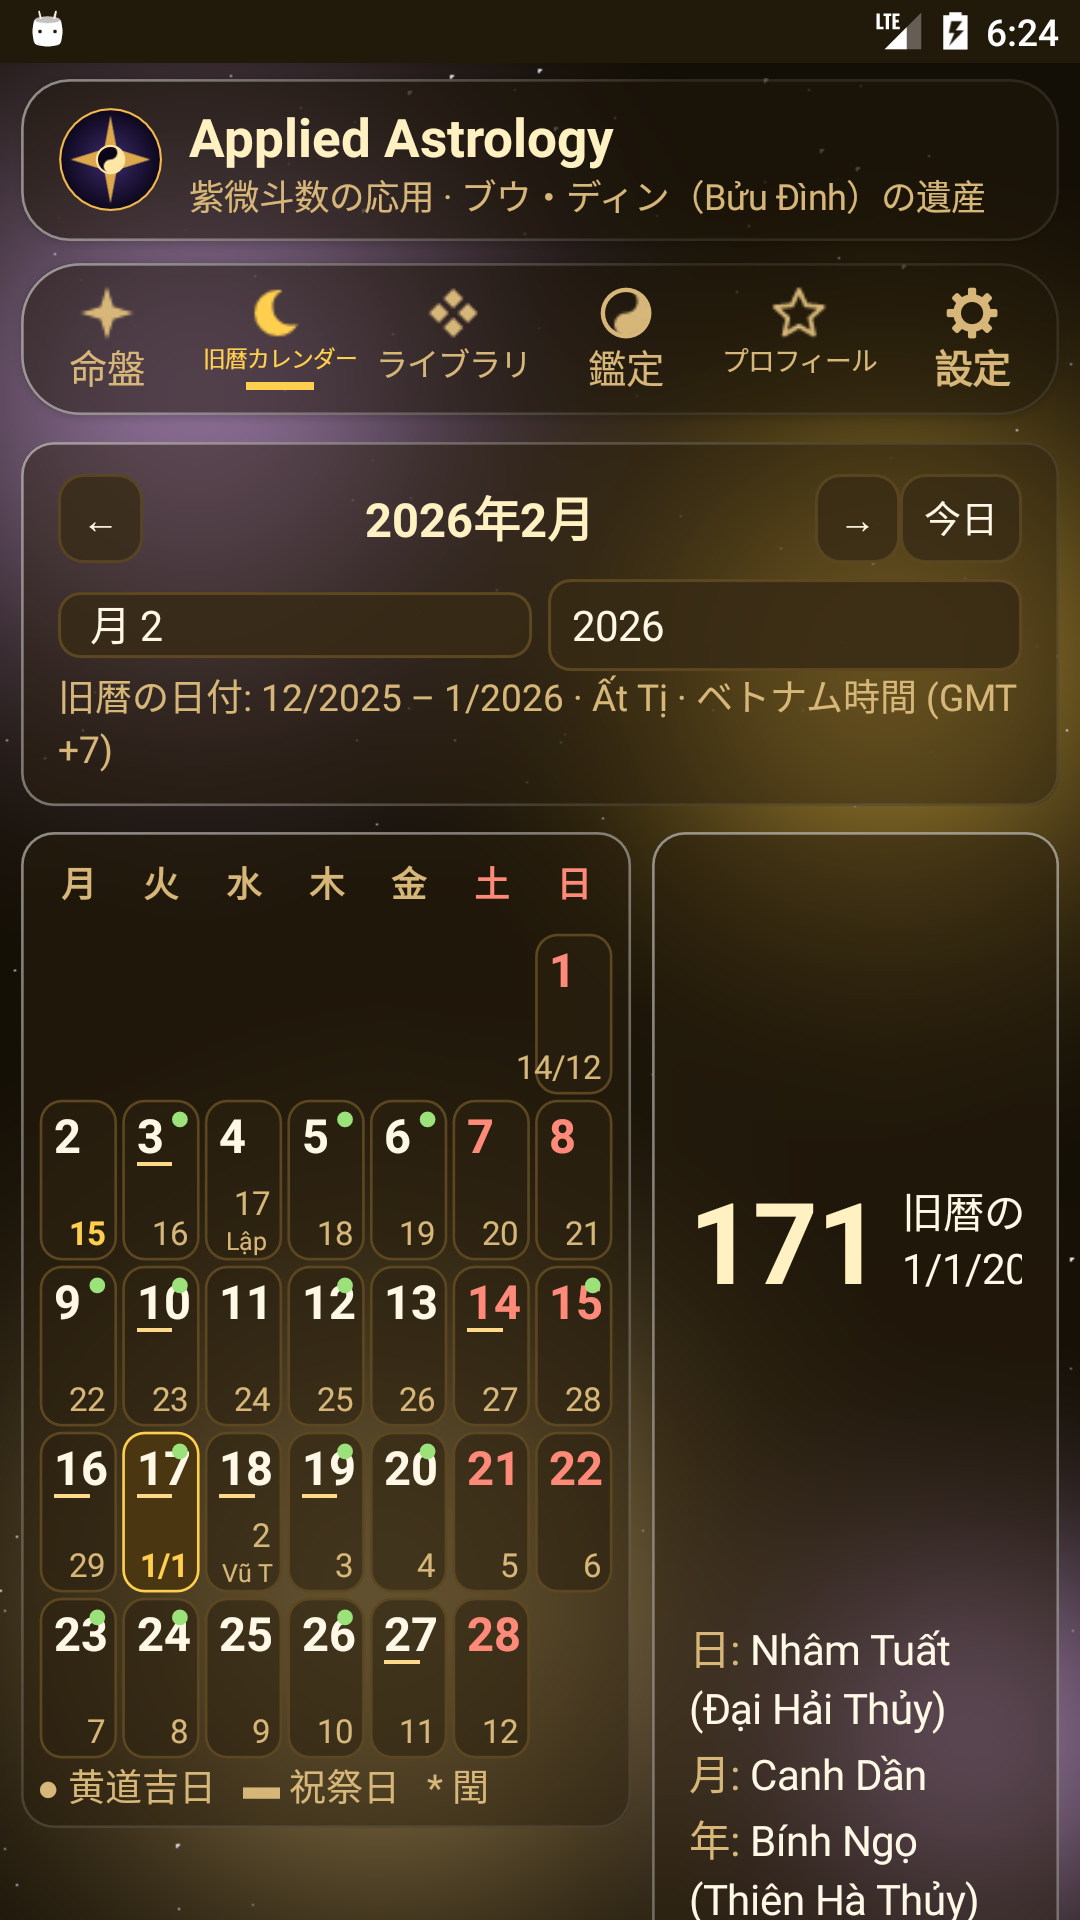 LTE 6:24
Applied Astrology
紫微斗数の応用 · ブウ・ディン（Bửu Đình）の遺産
命盤 旧暦カレンダー ライブラリ 鑑定 プロフィール 設定
← 2026年2月 → 今日
月 2 2026
旧暦の日付: 12/2025 – 1/2026 · Ất Tị · ベトナム時間 (GMT
+7)
月 火 水 木 金 土 日
1
14/12
2 3 4 5 6 7 8
15 16 17 18 19 20 21
Lập
9 10 11 12 13 14 15
22 23 24 25 26 27 28
16 17 18 19 20 21 22
29 1/1 2 3 4 5 6
Vũ T
23 24 25 26 27 28
7 8 9 10 11 12
● 黄道吉日 ▬ 祝祭日 * 閏
171 旧暦の
1/1/20
日: Nhâm Tuất
(Đại Hải Thủy)
月: Canh Dần
年: Bính Ngọ
(Thiên Hà Thủy)